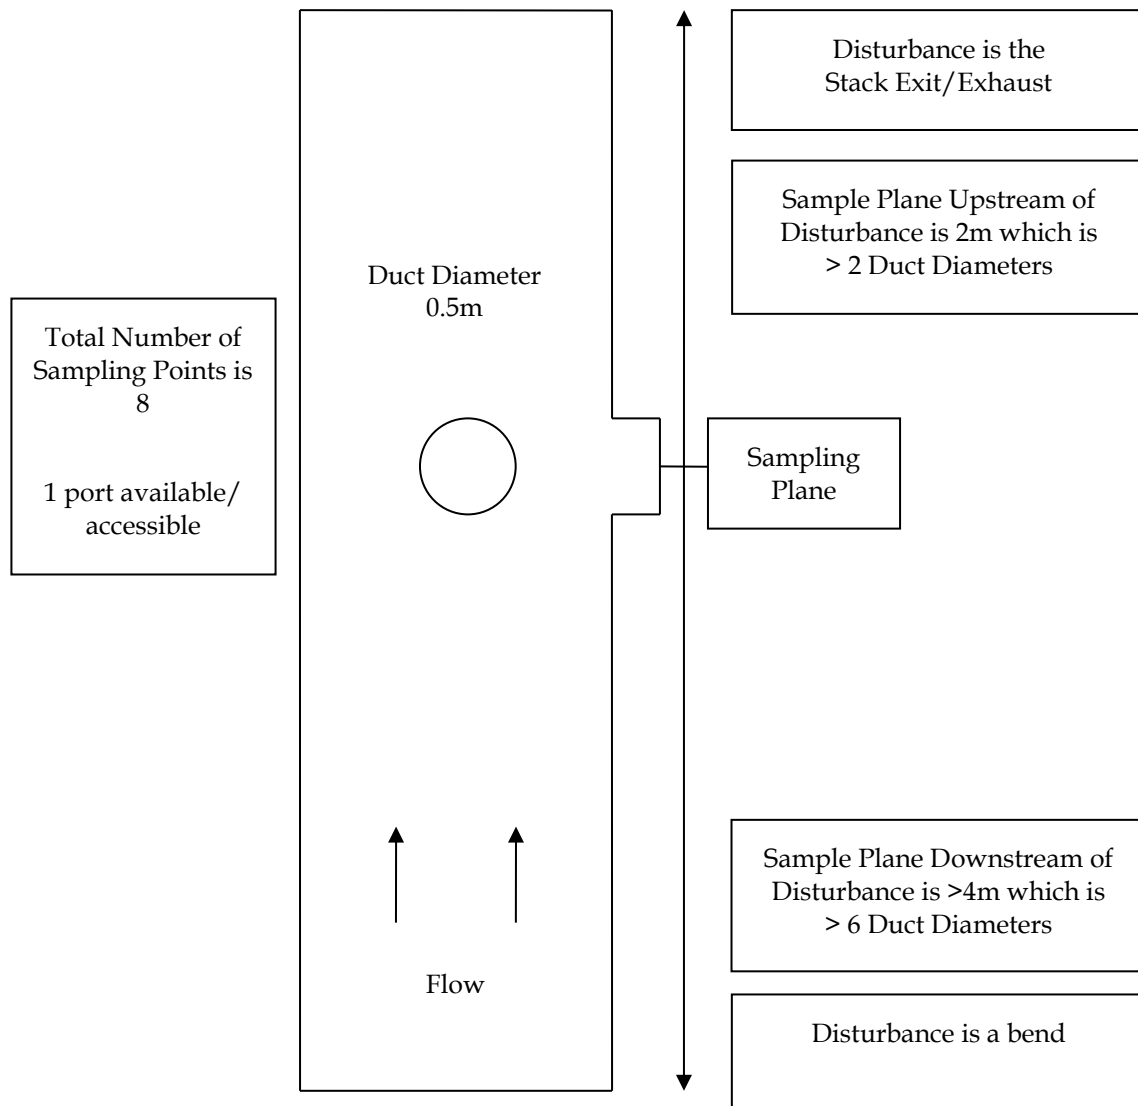 Disturbance is the
Stack Exit/Exhaust
Sample Plane Upstream of
Disturbance is 2m which is
> 2 Duct Diameters
Duct Diameter
0.5m
Total Number of
Sampling Points is
8
1 port available/
accessible
Sampling
Plane
Sample Plane Downstream of
Disturbance is >4m which is
> 6 Duct Diameters
Flow
Disturbance is a bend